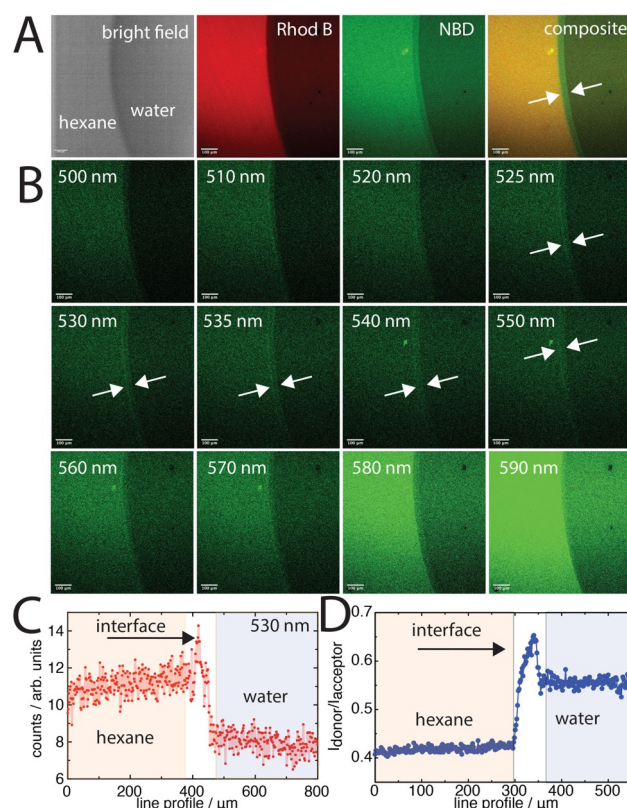 A
bright field
hexane
water
Rhod B
100 µm
NBD
100 µm
composite
100 µm
B
500 nm
100 µm
510 nm
100 µm
520 nm
100 µm
525 nm
100 µm
530 nm
100 µm
535 nm
100 µm
540 nm
100 µm
550 nm
100 µm
560 nm
100 µm
570 nm
100 µm
580 nm
100 µm
590 nm
100 µm
C
530 nm
interface
hexane
water
counts / arb. units
14
12
10
8
6
0 200 400 600 800
line profile / µm
D
interface
hexane
water
Idonor/Iacceptor
0.7
0.6
0.5
0.4
0 100 200 300 400 500
line profile / µm